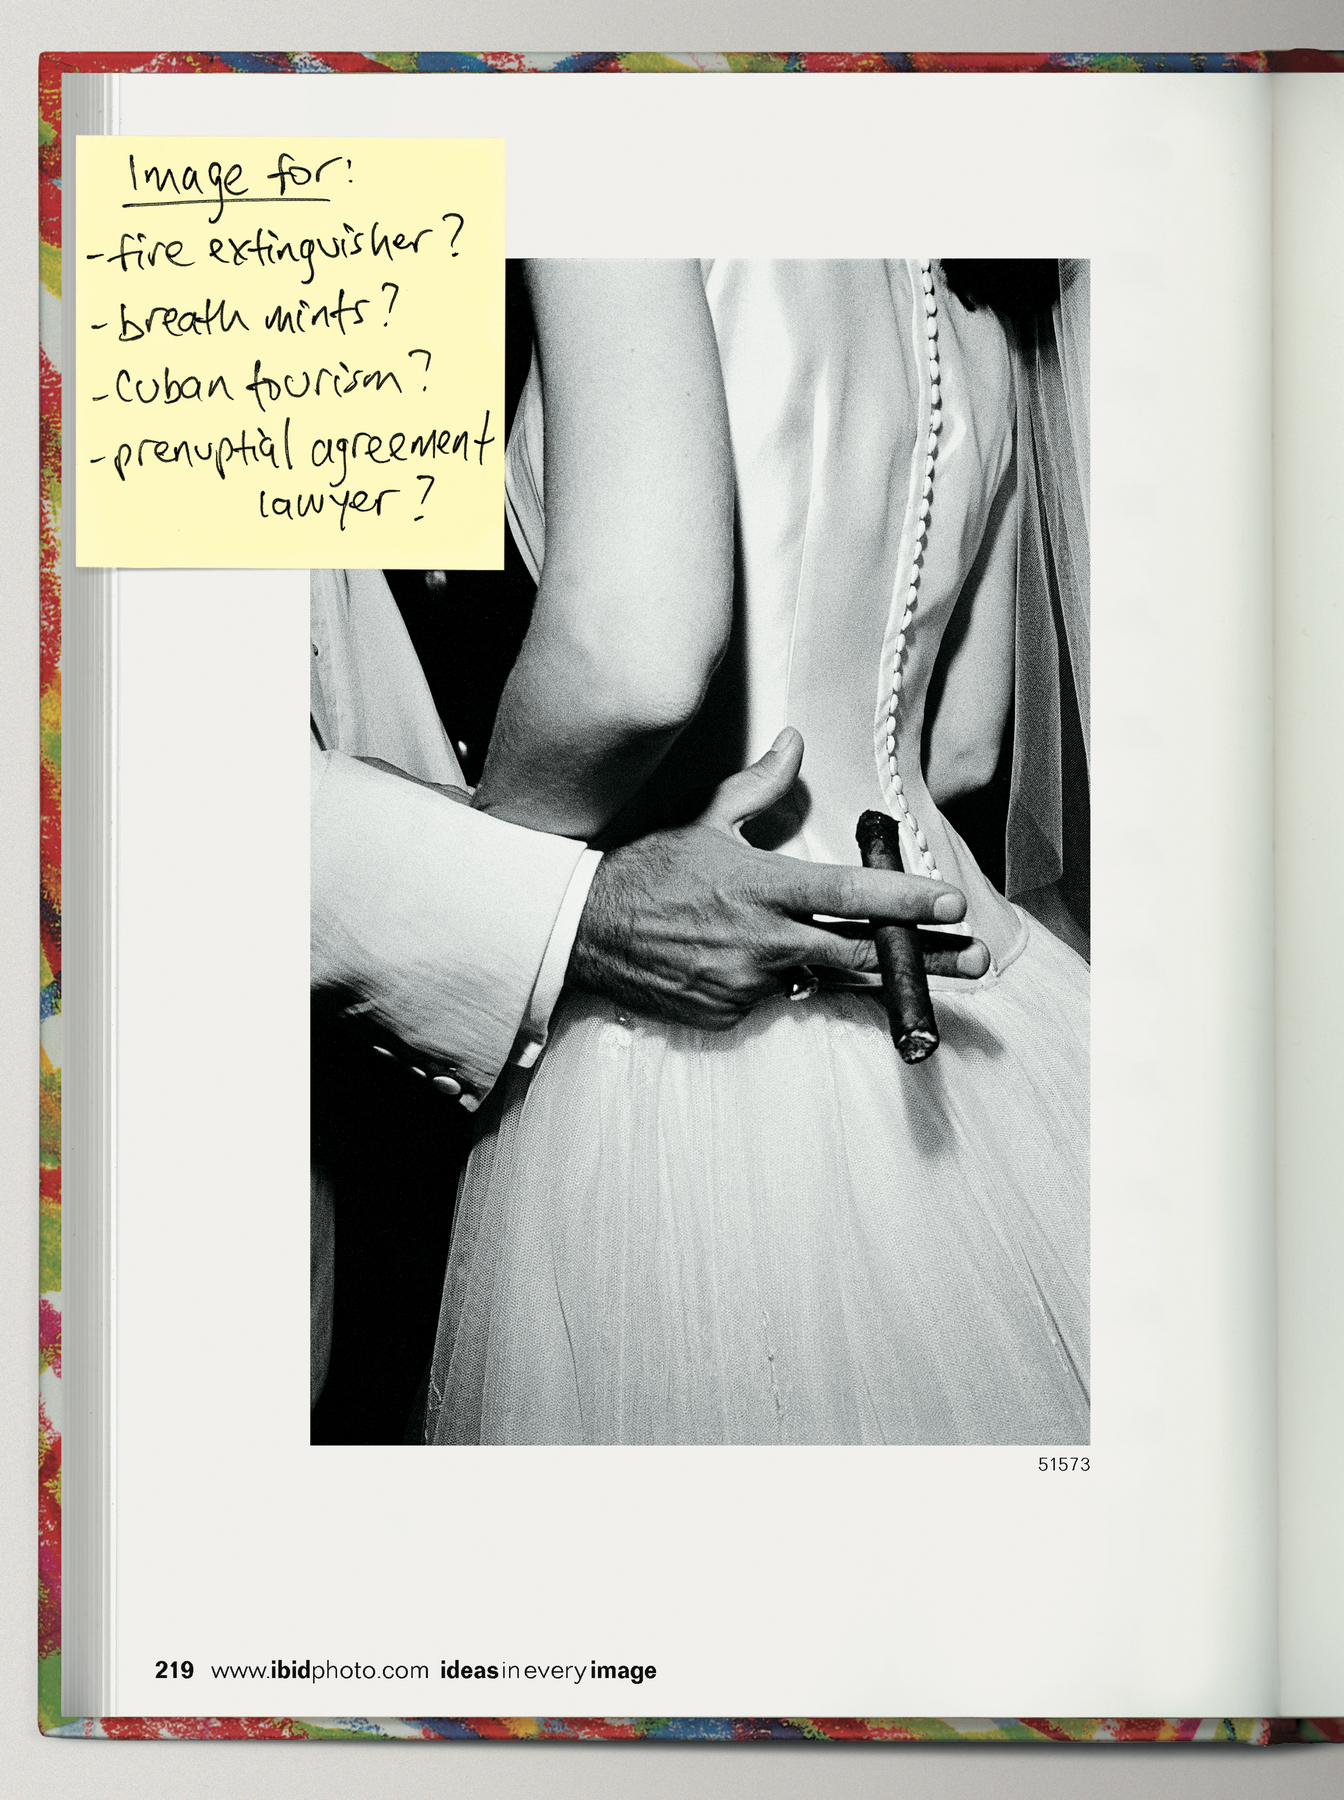 Image for:
-fire extinguisher?
-breath mints?
-Cuban tourism?
-prenuptial agreement
lawyer?
51573
219 www.ibidphoto.com ideasineveryimage